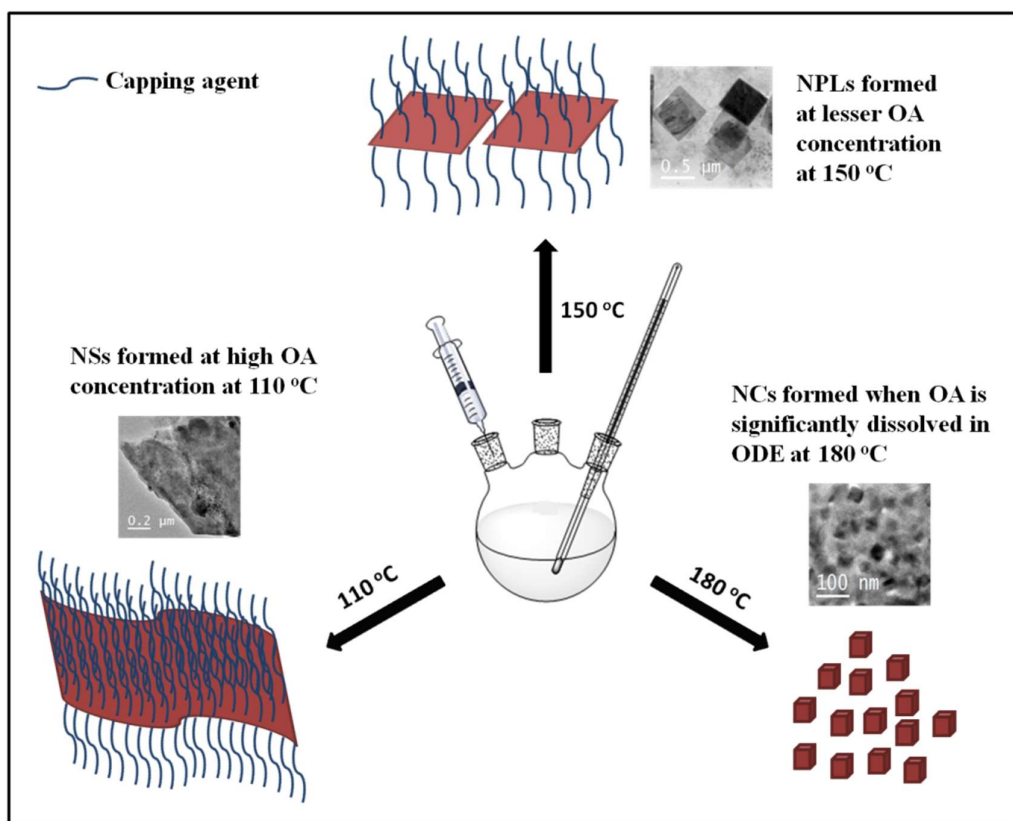 Capping agent
NPLs formed
at lesser OA
concentration
at 150 °C
0.5 µm
150 °C
NSs formed at high OA
concentration at 110 °C
0.2 µm
NCs formed when OA is
significantly dissolved in
ODE at 180 °C
100 nm
110 °C
180 °C